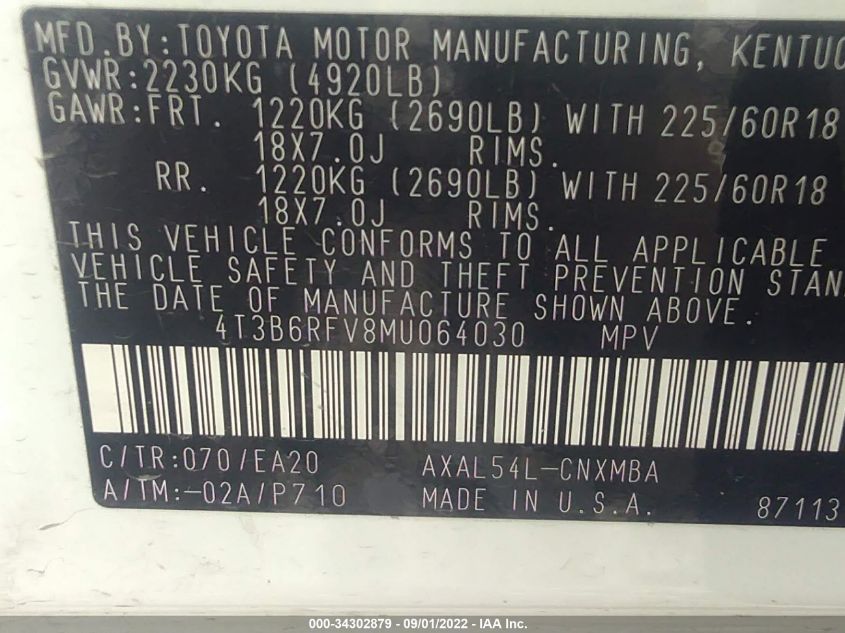 MFD.BY:TOYOTA MOTOR MANUFACTURING, KENTUC
GVWR:2230KG (4920LB)
GAWR:FRT. 1220KG (2690LB) WITH 225/60R18
18X7.0J RIMS.
RR. 1220KG (2690LB) WITH 225/60R18
18X7.0J RIMS.
THIS VEHICLE CONFORMS TO ALL APPLICABLE
VEHICLE SAFETY AND THEFT PREVENTION STAN
THE DATE OF MANUFACTURE SHOWN ABOVE.
4T3B6RFV8MU064030 MPV
C/TR:070/EA20 AXAL54L-CNXMBA
A/TM:-02A/P710 MADE IN U.S.A. 87113
000-34302879 - 09/01/2022 - IAA Inc.